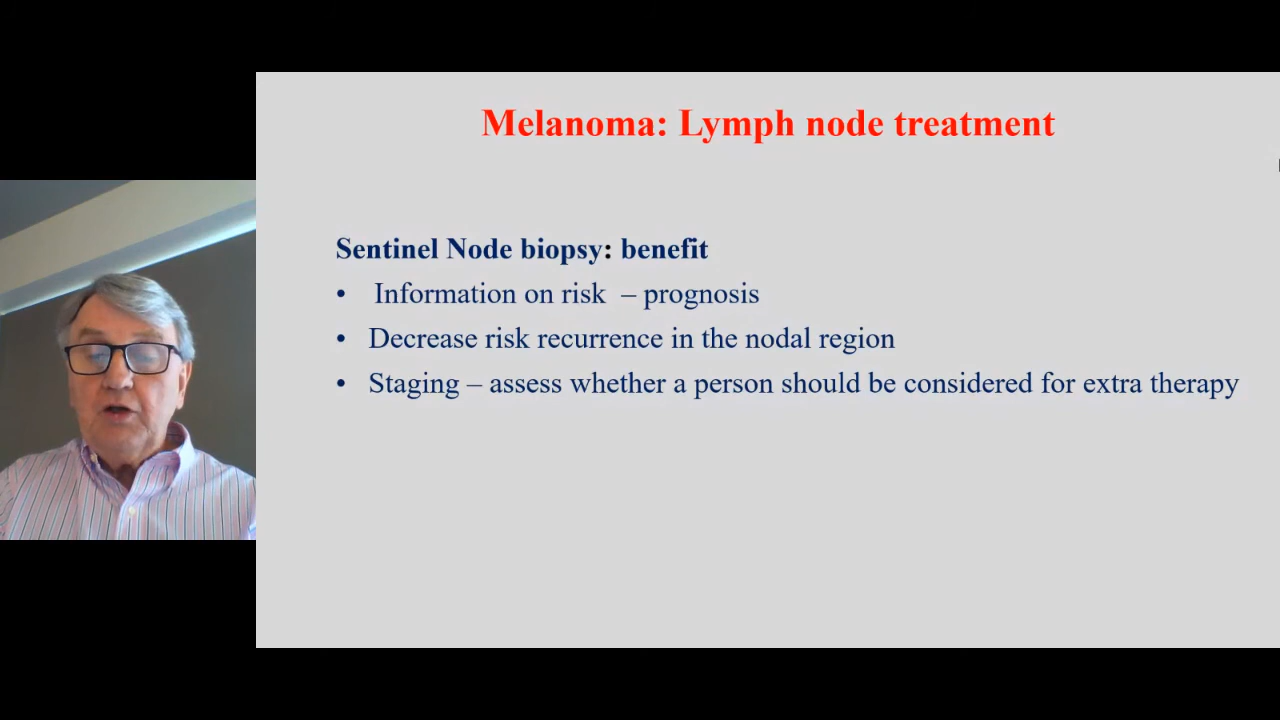 Melanoma: Lymph node treatment
Sentinel Node biopsy: benefit
• Information on risk – prognosis
• Decrease risk recurrence in the nodal region
• Staging – assess whether a person should be considered for extra therapy